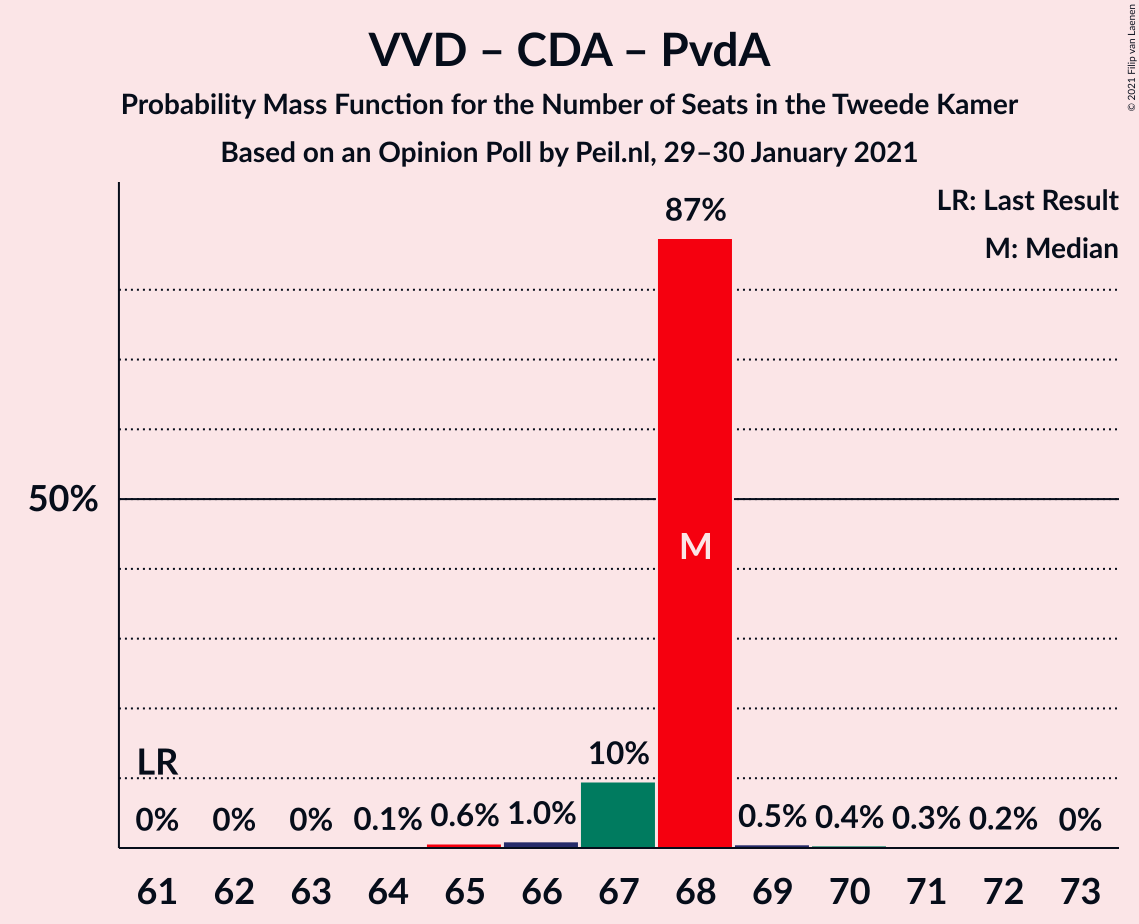 VVD – CDA – PvdA
Probability Mass Function for the Number of Seats in the Tweede Kamer
Based on an Opinion Poll by Peil.nl, 29–30 January 2021
© 2021 Filip van Laenen
LR: Last Result
M: Median
87%
50%
M
LR
10%
0% 0% 0% 0.1% 0.6% 1.0% 0.5% 0.4% 0.3% 0.2% 0%
61 62 63 64 65 66 67 68 69 70 71 72 73